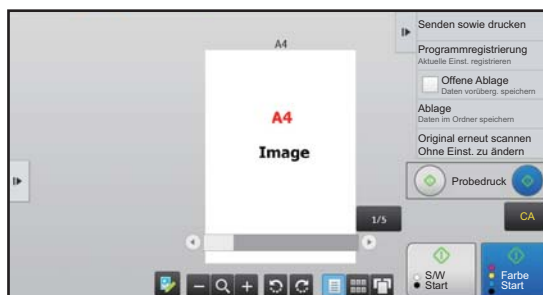 A4
A4
Image
1/5
Senden sowie drucken
Programmregistrierung
Aktuelle Einst. registrieren
Offene Ablage
Daten vorüberg. speichern
Ablage
Daten im Ordner speichern
Original erneut scannen
Ohne Einst. zu ändern
Probedruck
CA
S/W
Start
Farbe
Start